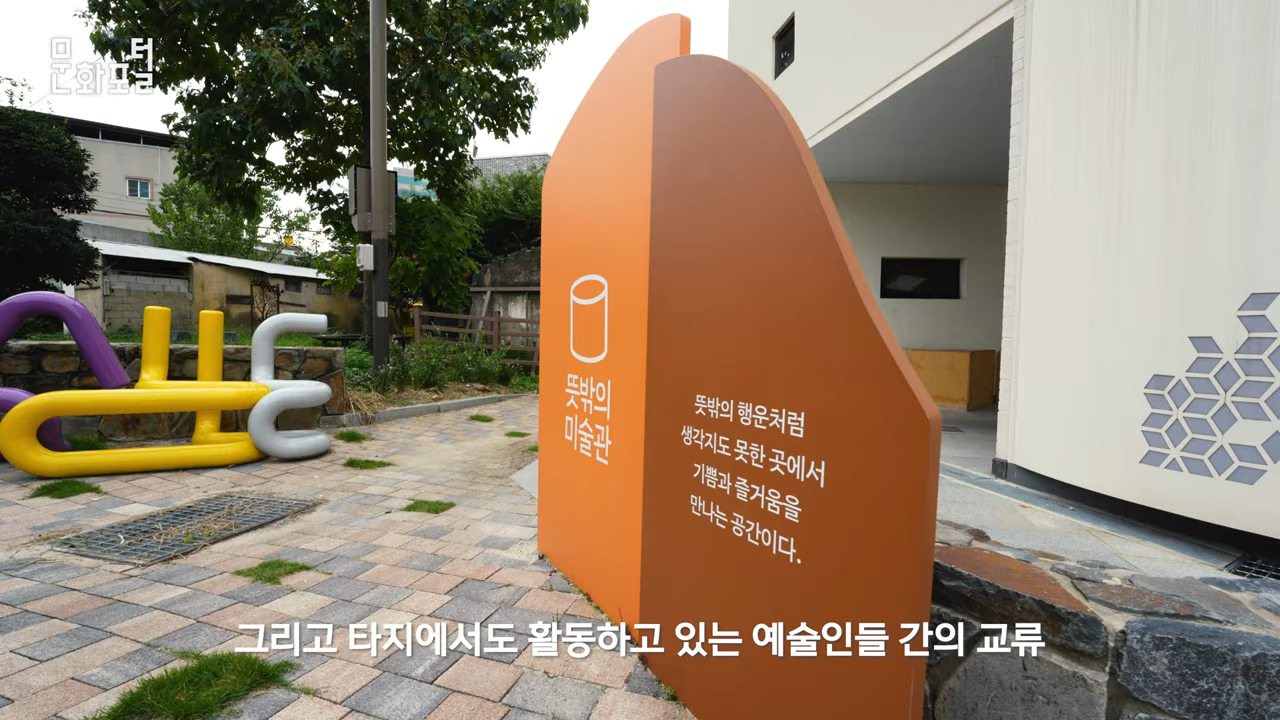 문화포털
뜻밖의
미술관
뜻밖의 행운처럼
생각지도 못한 곳에서
기쁨과 즐거움을
만나는 공간이다.
그리고 타지에서도 활동하고 있는 예술인들 간의 교류